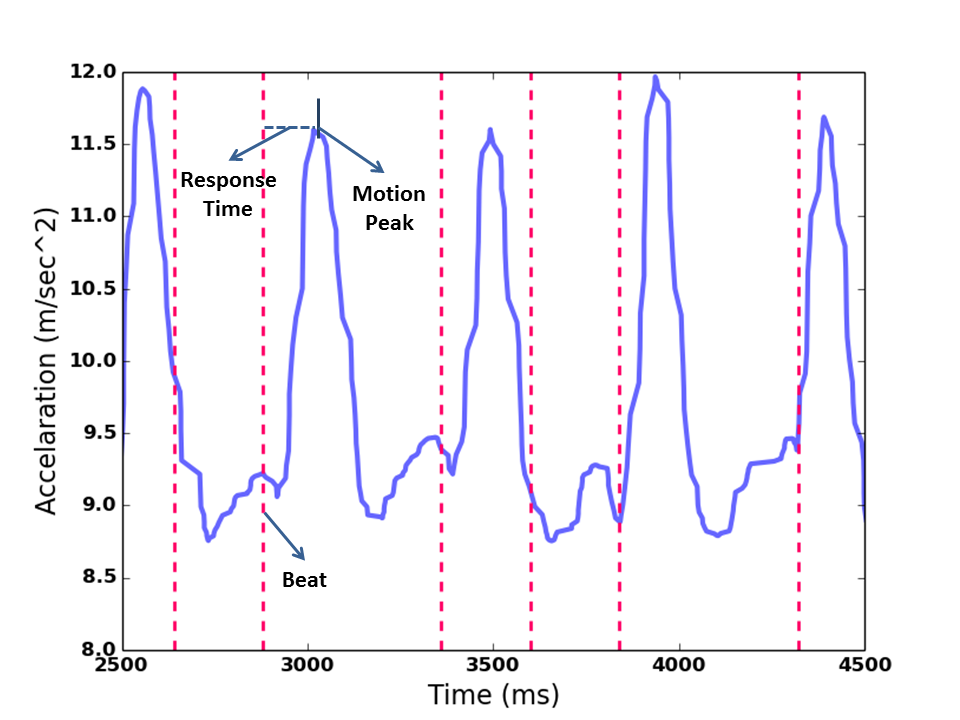 12.0
11.5
11.0
10.5
10.0
9.5
9.0
8.5
8.0
Accelaration (m/sec^2)
Response
Time
Motion
Peak
Beat
2500 3000 3500 4000 4500
Time (ms)